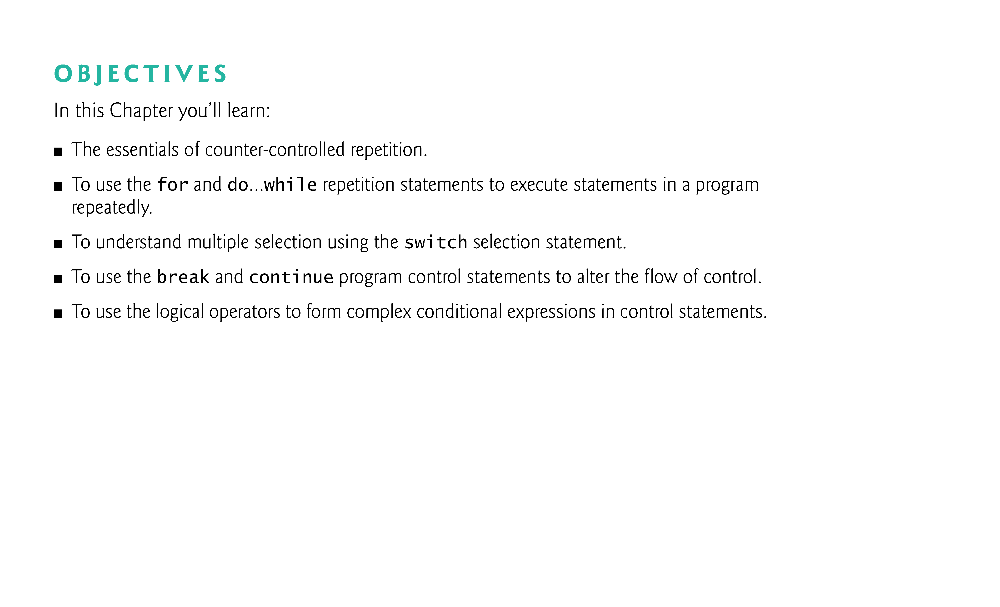 OBJECTIVES
In this Chapter you’ll learn:
■ The essentials of counter-controlled repetition.
■ To use the for and do…while repetition statements to execute statements in a program
repeatedly.
■ To understand multiple selection using the switch selection statement.
■ To use the break and continue program control statements to alter the flow of control.
■ To use the logical operators to form complex conditional expressions in control statements.